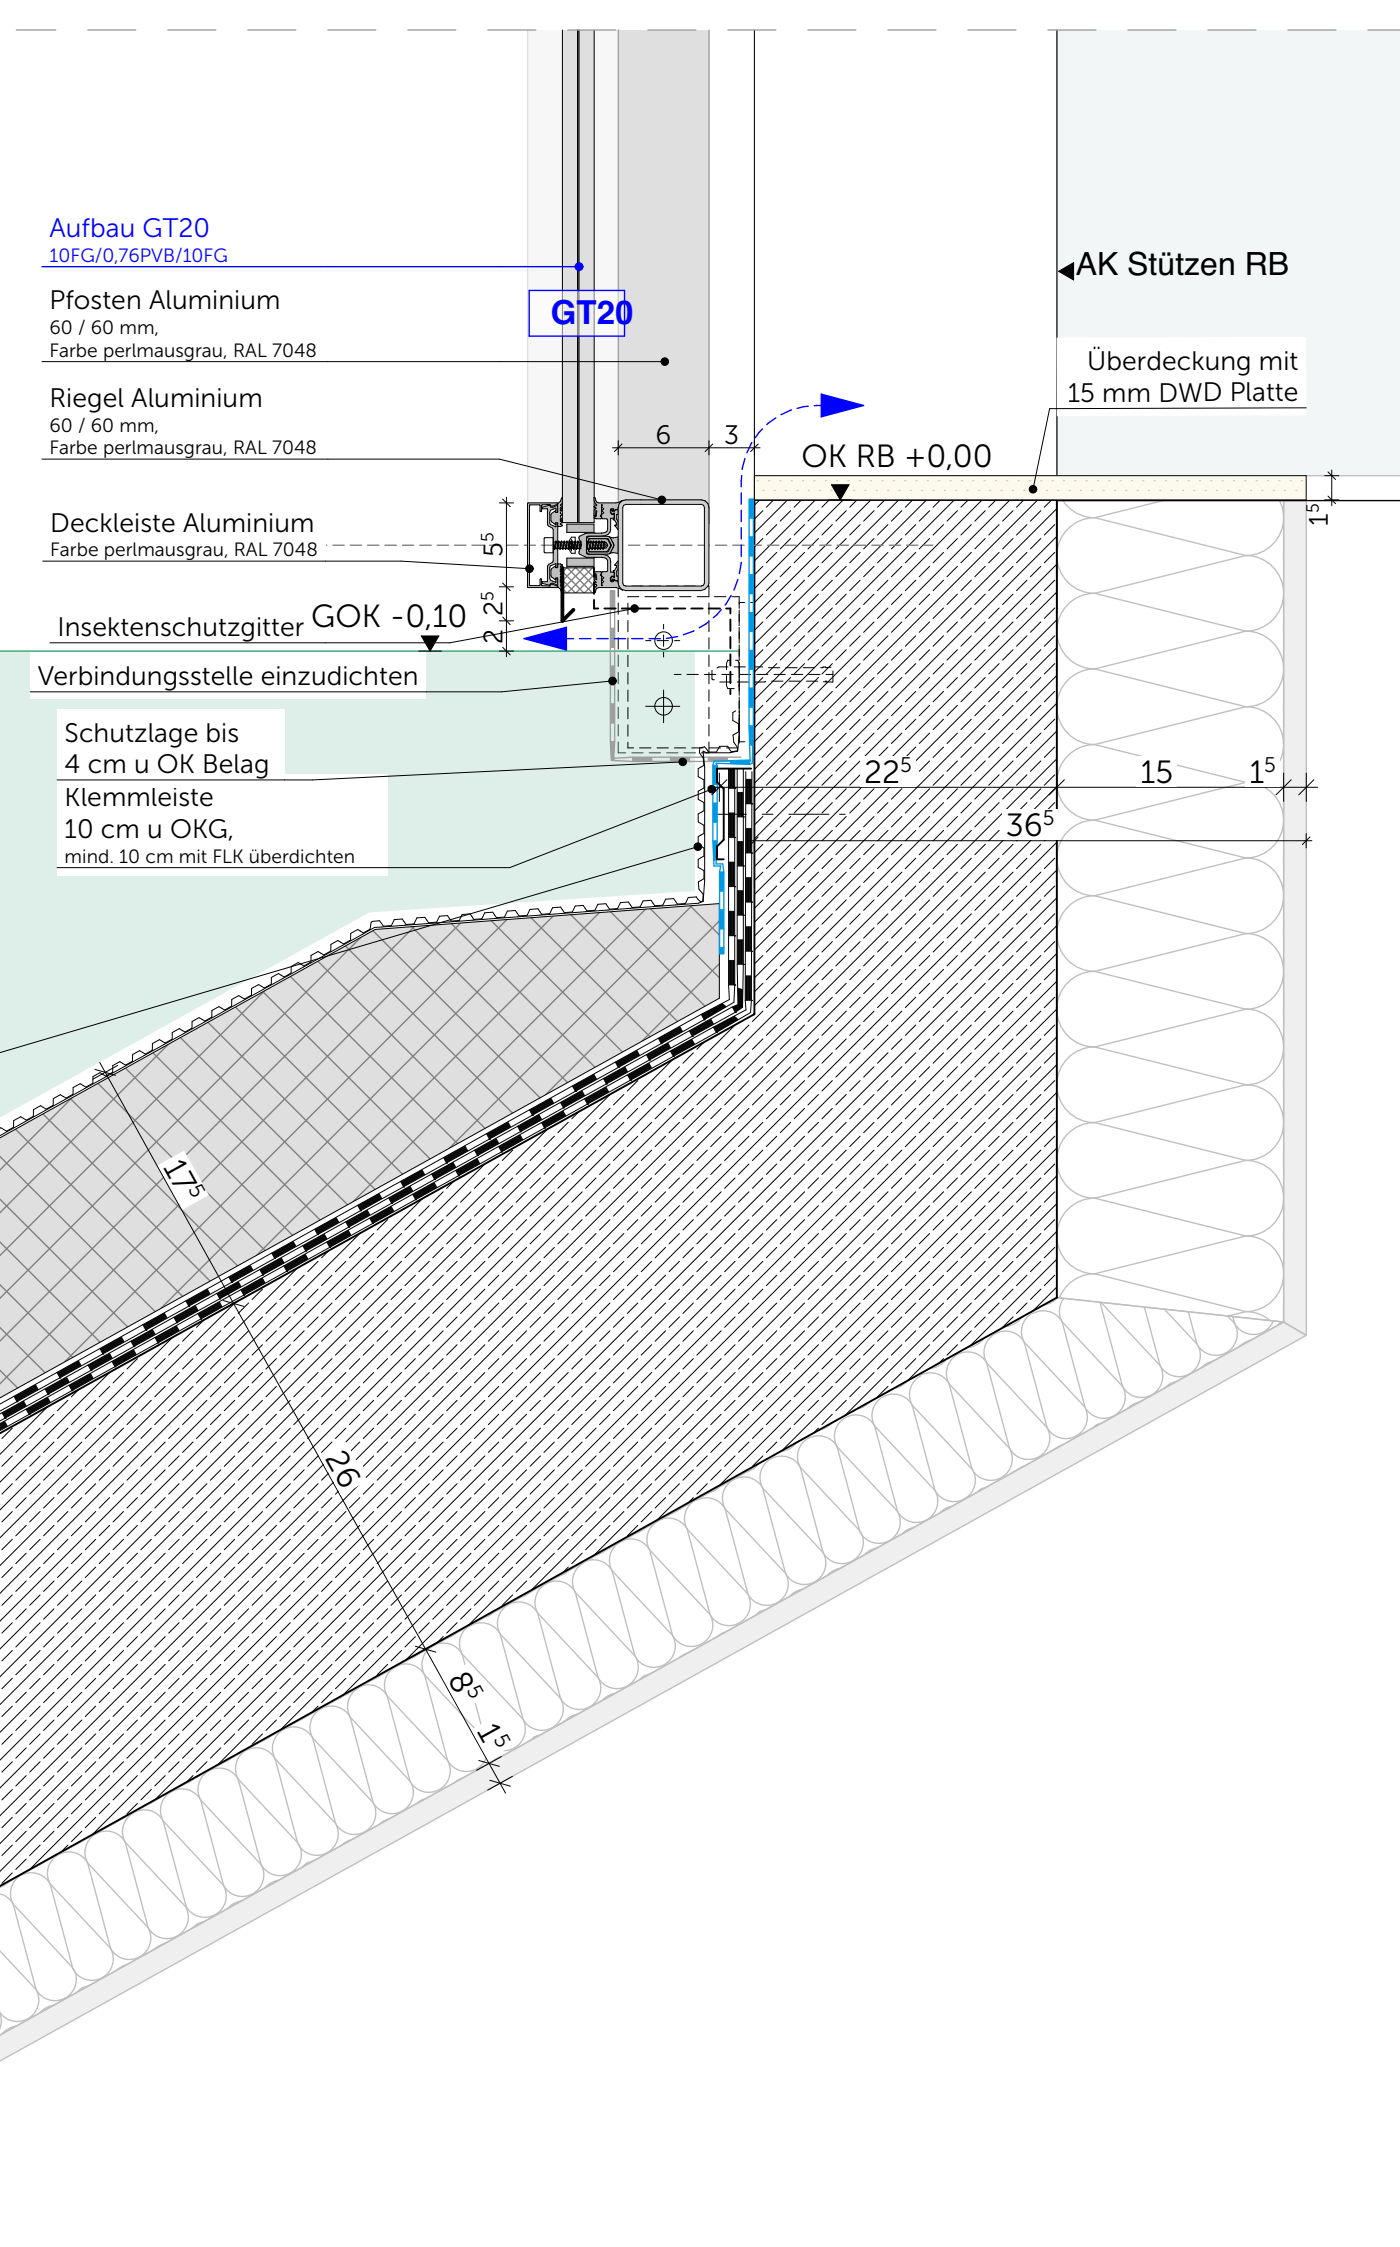 Aufbau GT20
10FG/0,76PVB/10FG
GT20
Pfosten Aluminium
60 / 60 mm,
Farbe perlmausgrau, RAL 7048
Riegel Aluminium
60 / 60 mm,
Farbe perlmausgrau, RAL 7048
AK Stützen RB
Überdeckung mit
15 mm DWD Platte
6
3
OK RB +0,00
1⁵
Deckleiste Aluminium
Farbe perlmausgrau, RAL 7048
5⁵
2⁵
2
Insektenschutzgitter
GOK -0,10
Verbindungsstelle einzudichten
Schutzlage bis
4 cm u OK Belag
Klemmleiste
10 cm u OKG,
mind. 10 cm mit FLK überdichten
22⁵
15
1⁵
36⁵
17⁵
26
8⁵
1⁵